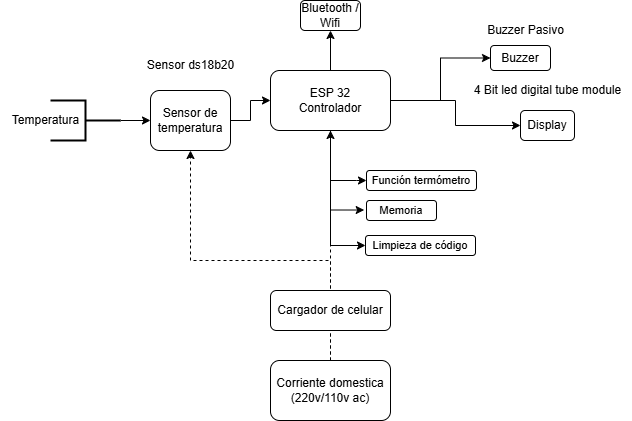 Bluetooth /
Wifi
Buzzer Pasivo
Buzzer
Sensor ds18b20
4 Bit led digital tube module
ESP 32
Controlador
Temperatura
Sensor de
temperatura
Display
Función termómetro
Memoria
Limpieza de código
Cargador de celular
Corriente domestica
(220v/110v ac)